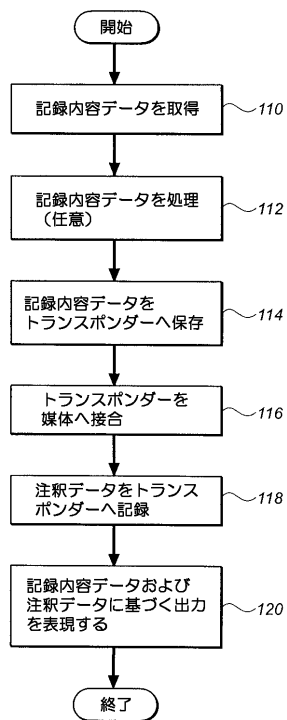 開始
記録内容データを取得
110
記録内容データを処理
（任意）
112
記録内容データを
トランスポンダーへ保存
114
トランスポンダーを
媒体へ接合
116
注釈データをトランス
ポンダーへ記録
118
記録内容データおよび
注釈データに基づく出力
を表現する
120
終了